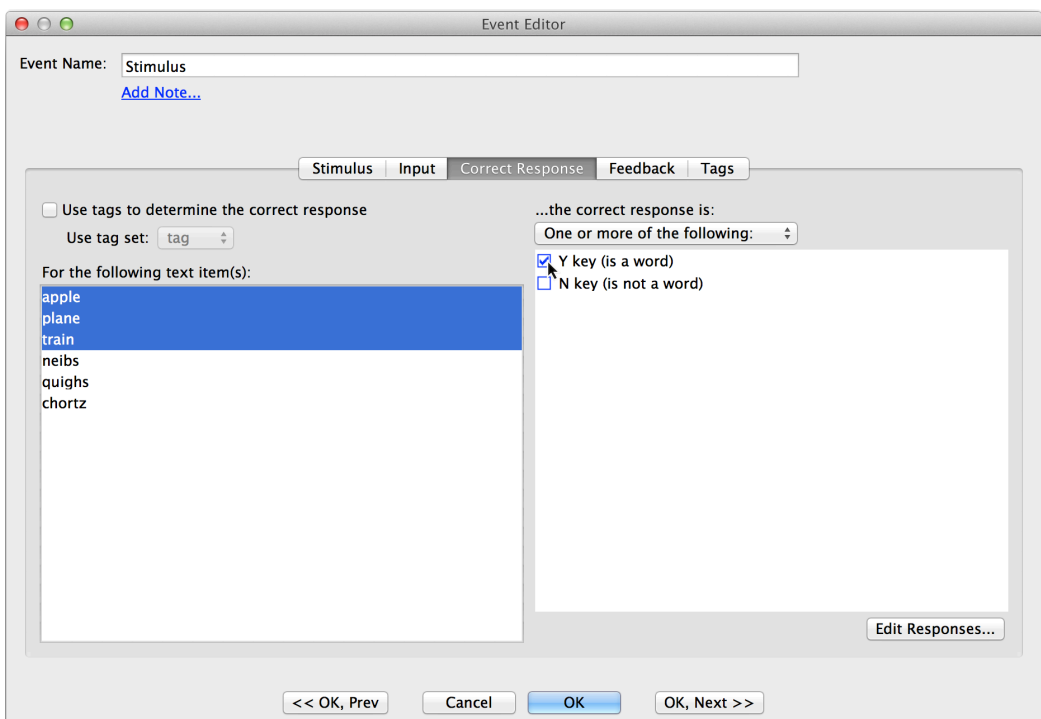 Event Editor
Event Name: Stimulus
Add Note...
Stimulus Input Correct Response Feedback Tags
Use tags to determine the correct response
Use tag set: tag
For the following text item(s):
apple
plane
train
neibs
quighs
chortz
...the correct response is:
One or more of the following:
Y key (is a word)
N key (is not a word)
Edit Responses...
<< OK, Prev Cancel OK OK, Next >>